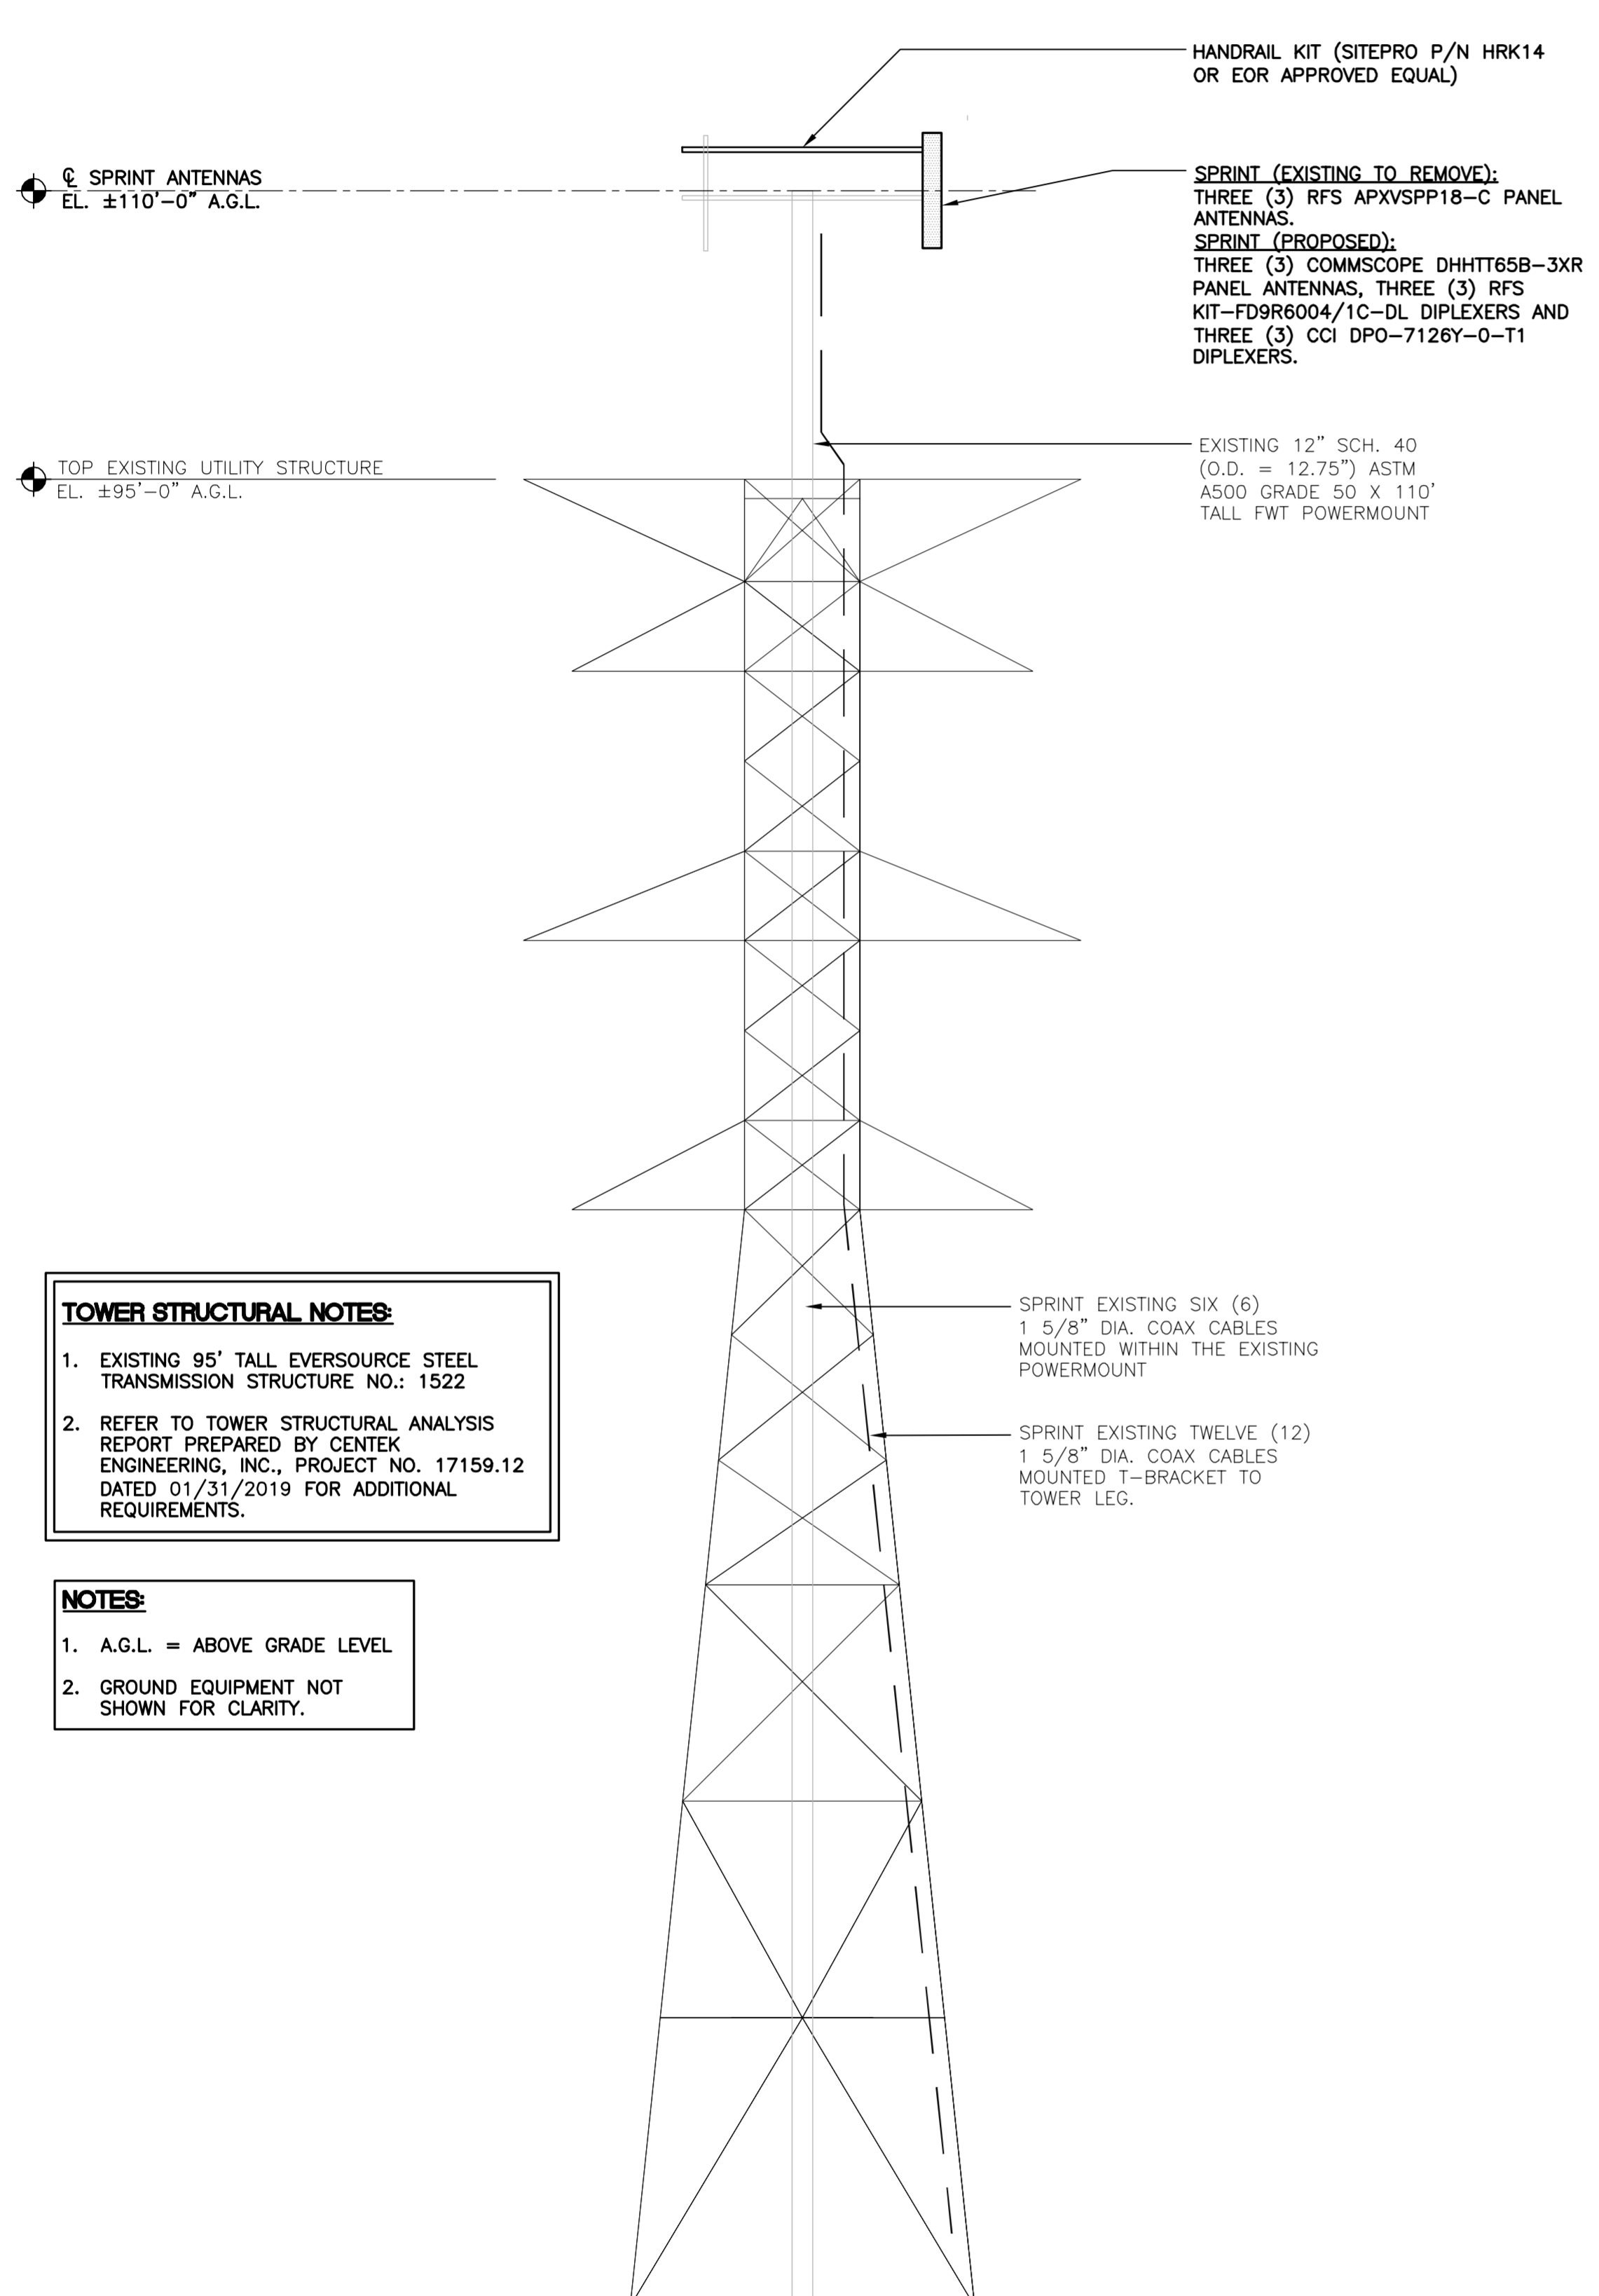 HANDRAIL KIT (SITEPRO P/N HRK14
OR EOR APPROVED EQUAL)
℄ SPRINT ANTENNAS
EL. ±110'-0" A.G.L.
SPRINT (EXISTING TO REMOVE):
THREE (3) RFS APXVSPP18-C PANEL
ANTENNAS.
SPRINT (PROPOSED):
THREE (3) COMMSCOPE DHHTT65B-3XR
PANEL ANTENNAS, THREE (3) RFS
KIT-FD9R6004/1C-DL DIPLEXERS AND
THREE (3) CCI DPO-7126Y-0-T1
DIPLEXERS.
EXISTING 12" SCH. 40
(O.D. = 12.75") ASTM
A500 GRADE 50 X 110'
TALL FWT POWERMOUNT
TOP EXISTING UTILITY STRUCTURE
EL. ±95'-0" A.G.L.
TOWER STRUCTURAL NOTES:
1. EXISTING 95' TALL EVERSOURCE STEEL
TRANSMISSION STRUCTURE NO.: 1522
2. REFER TO TOWER STRUCTURAL ANALYSIS
REPORT PREPARED BY CENTEK
ENGINEERING, INC., PROJECT NO. 17159.12
DATED 01/31/2019 FOR ADDITIONAL
REQUIREMENTS.
SPRINT EXISTING SIX (6)
1 5/8" DIA. COAX CABLES
MOUNTED WITHIN THE EXISTING
POWERMOUNT
SPRINT EXISTING TWELVE (12)
1 5/8" DIA. COAX CABLES
MOUNTED T-BRACKET TO
TOWER LEG.
NOTES:
1. A.G.L. = ABOVE GRADE LEVEL
2. GROUND EQUIPMENT NOT
SHOWN FOR CLARITY.